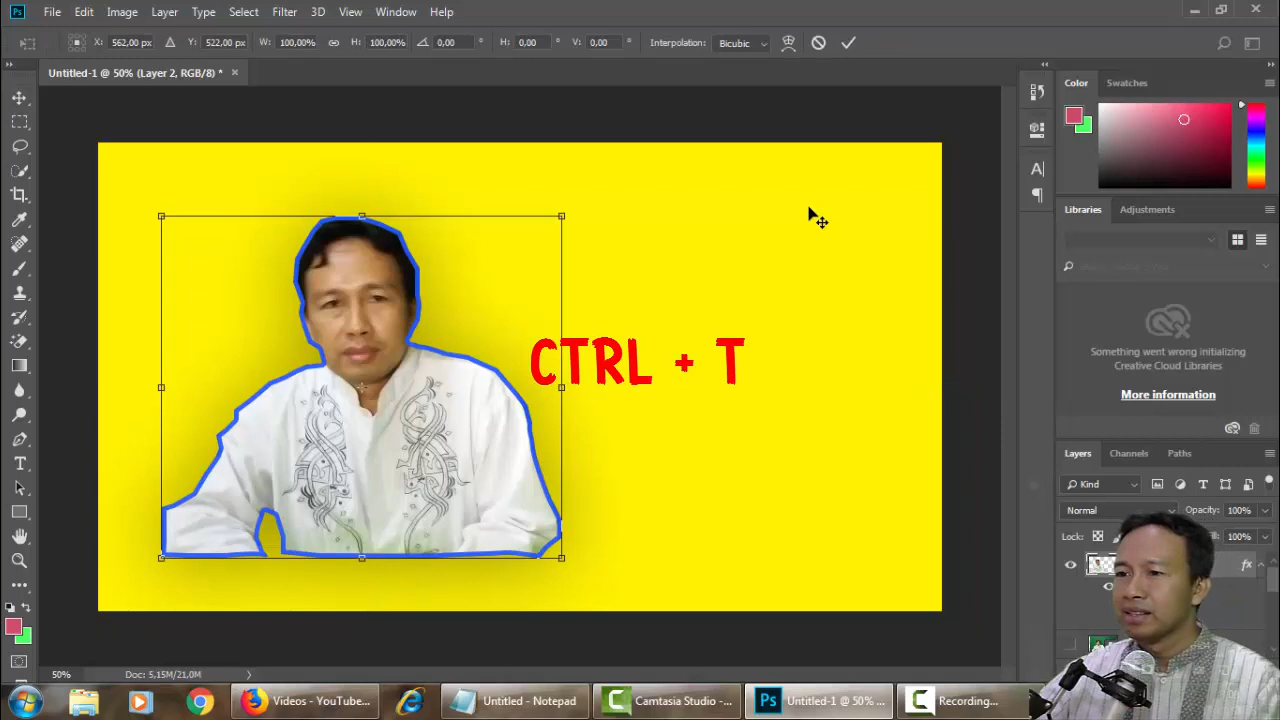 Ps File Edit Image Layer Type Select Filter 3D View Window Help
X: 562,00 px Y: 522,00 px W: 100,00% H: 100,00% 0,00 ° H: 0,00 ° V: 0,00 ° Interpolation: Bicubic
Untitled-1 @ 50% (Layer 2, RGB/8) * ×
Color Swatches
Libraries Adjustments
CTRL + T
Something went wrong initializing
Creative Cloud Libraries
More information
Layers Channels Paths
Kind
Normal Opacity: 100%
Lock: 100%
fx
50% Doc: 5,15M/21,0M
Videos - YouTube... Untitled - Notepad Camtasia Studio -... Ps Untitled-1 @ 50% ... Recording...